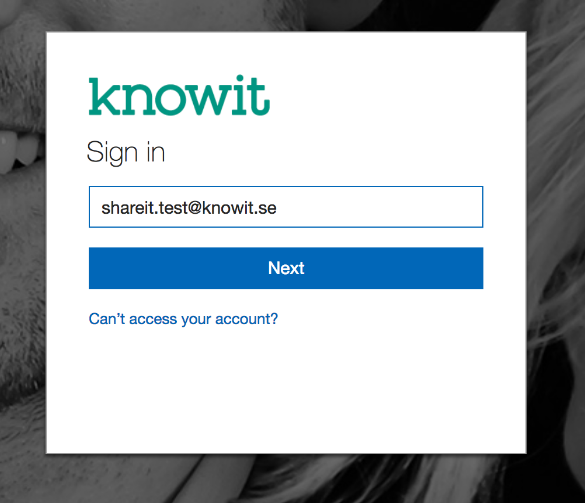 knowit
Sign in
shareit.test@knowit.se
Next
Can't access your account?